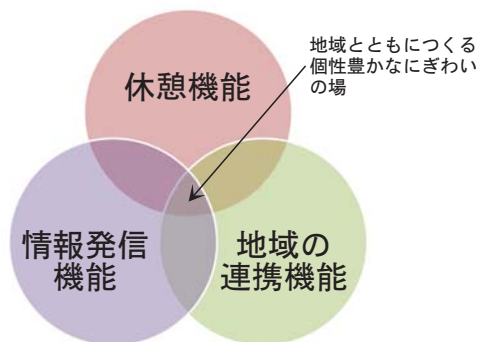 休憩機能
地域とともにつくる
個性豊かなにぎわい
の場
情報発信
機能
地域の
連携機能